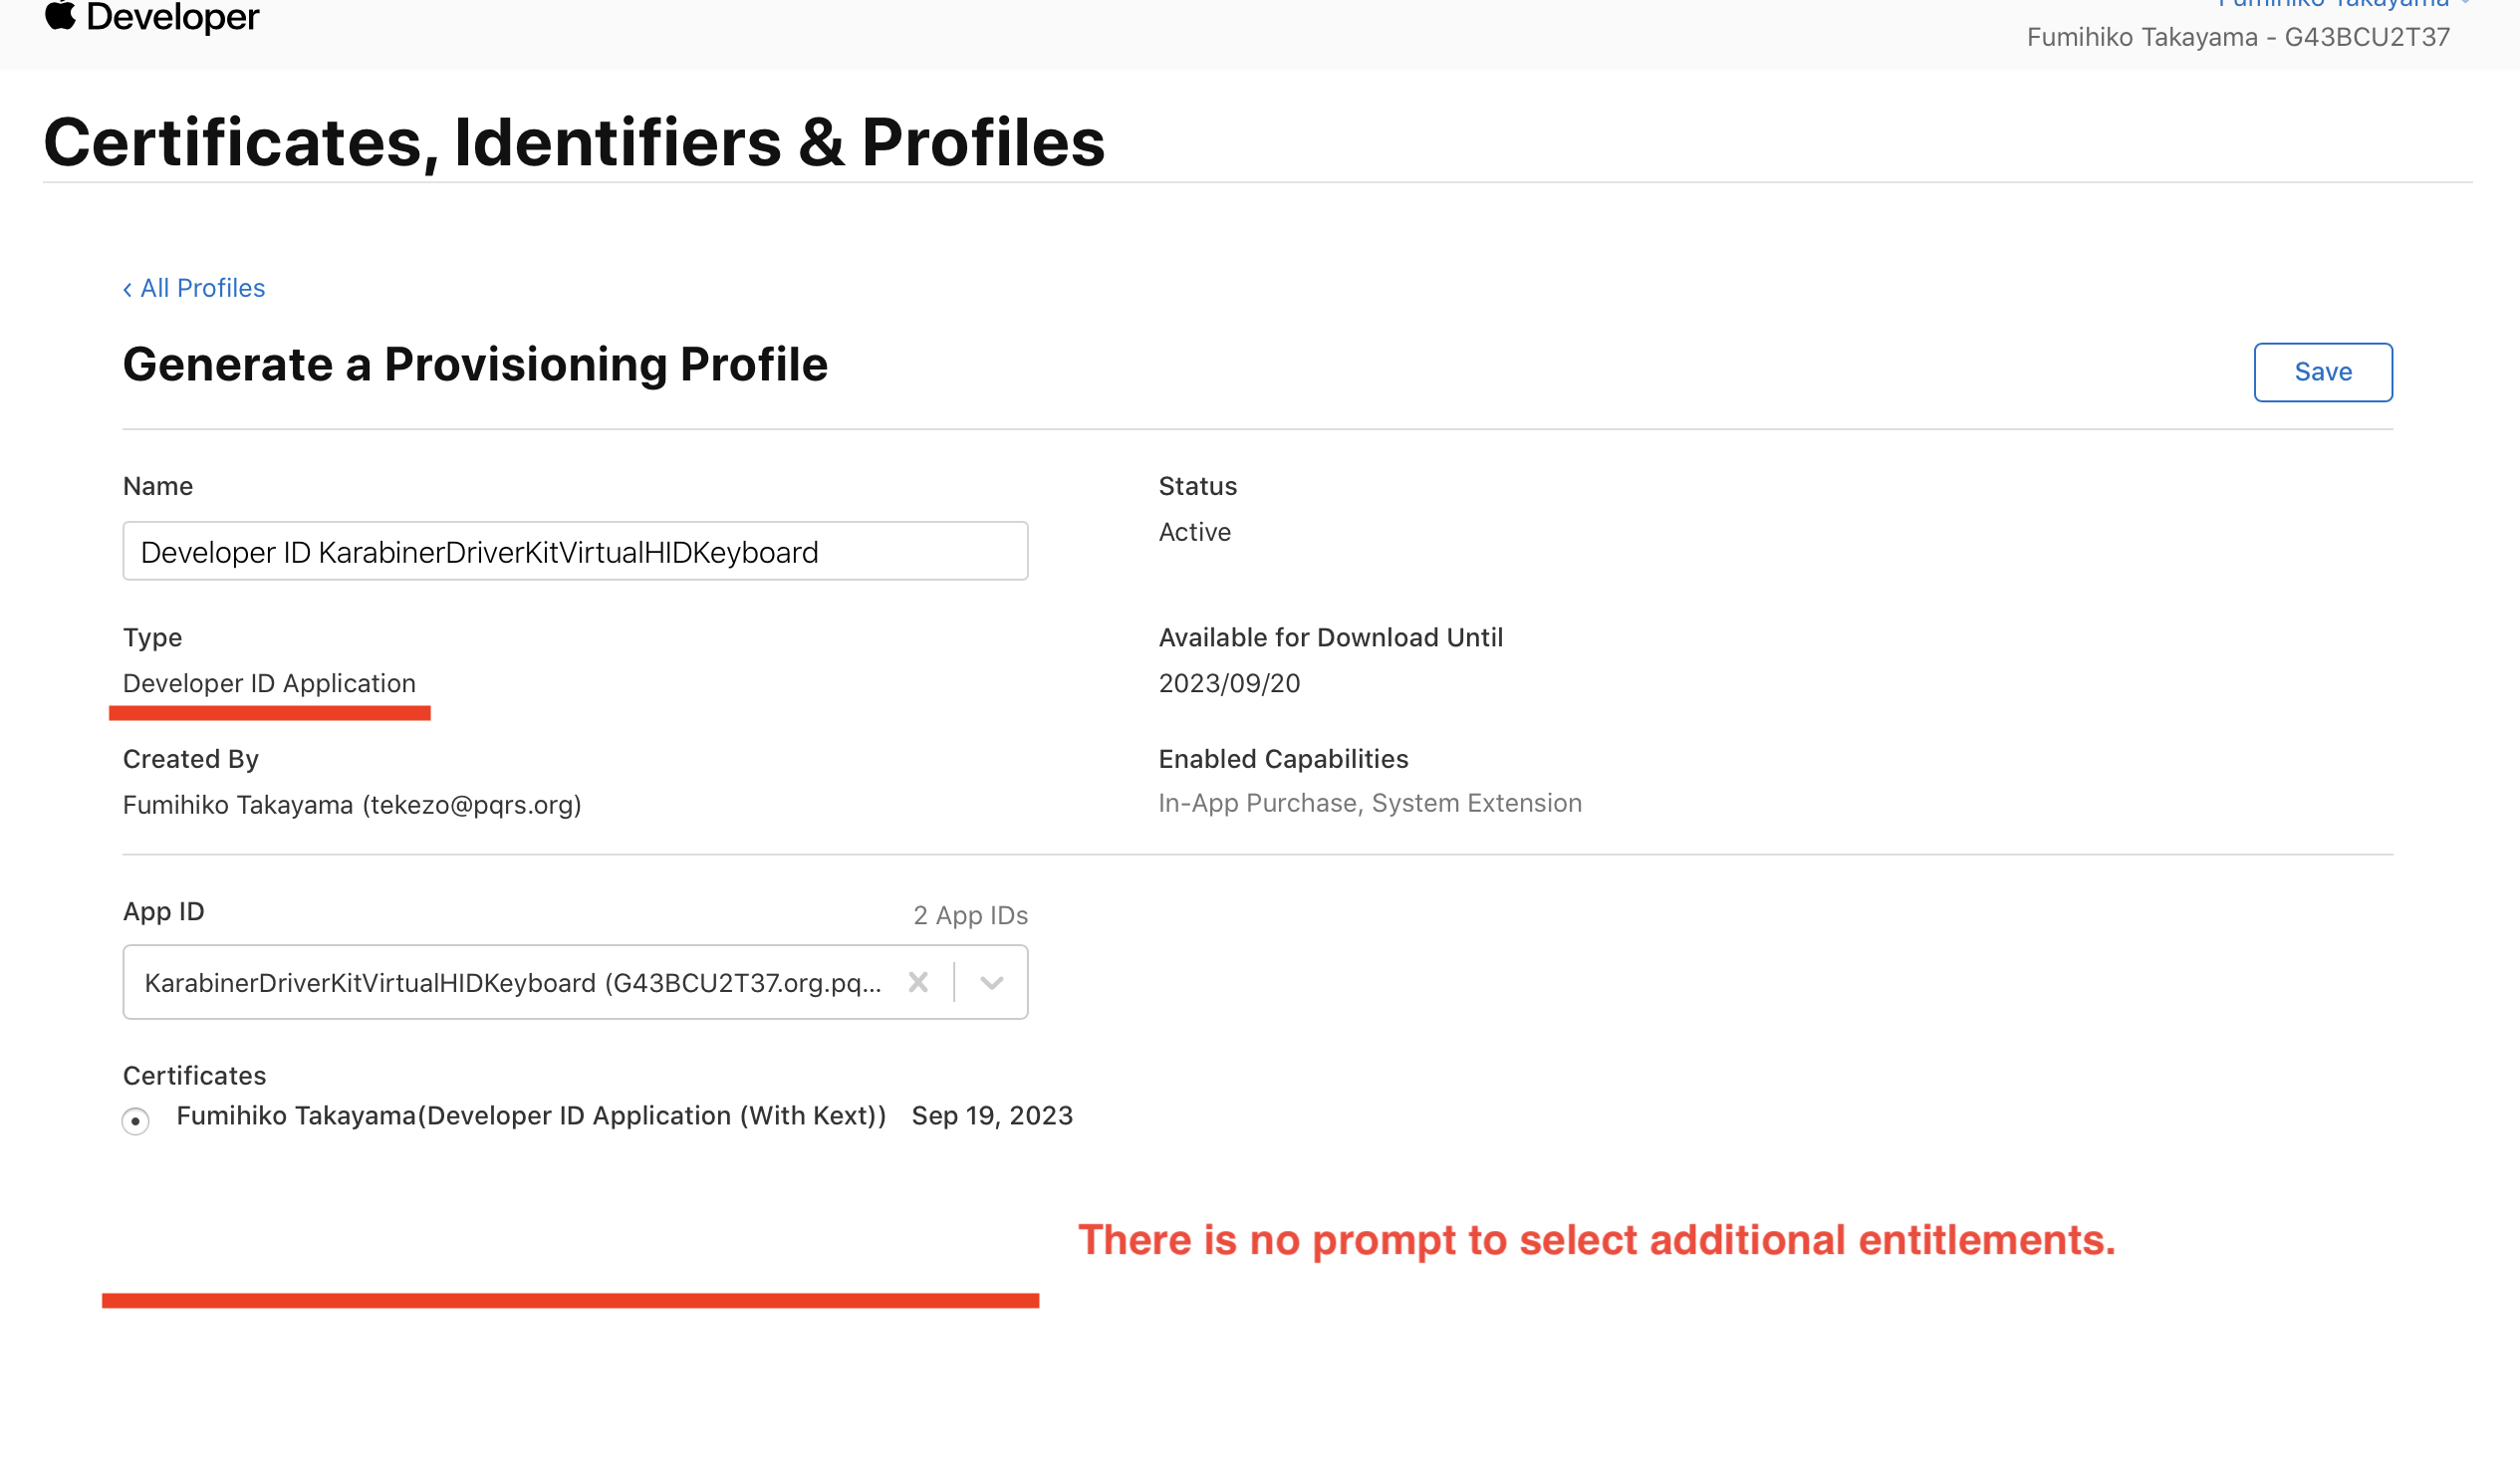 Developer
Fumihiko Takayama
Fumihiko Takayama - G43BCU2T37
Certificates, Identifiers & Profiles
‹ All Profiles
Generate a Provisioning Profile
Save
Name
Status
Developer ID KarabinerDriverKitVirtualHIDKeyboard
Active
Type
Available for Download Until
Developer ID Application
2023/09/20
Created By
Enabled Capabilities
Fumihiko Takayama (tekezo@pqrs.org)
In-App Purchase, System Extension
App ID
2 App IDs
KarabinerDriverKitVirtualHIDKeyboard (G43BCU2T37.org.pq...
Certificates
Fumihiko Takayama(Developer ID Application (With Kext)) Sep 19, 2023
There is no prompt to select additional entitlements.